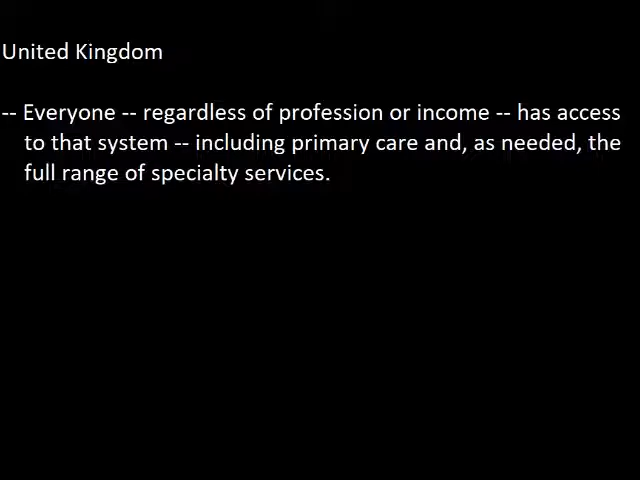 United Kingdom
-- Everyone -- regardless of profession or income -- has access
to that system -- including primary care and, as needed, the
full range of specialty services.